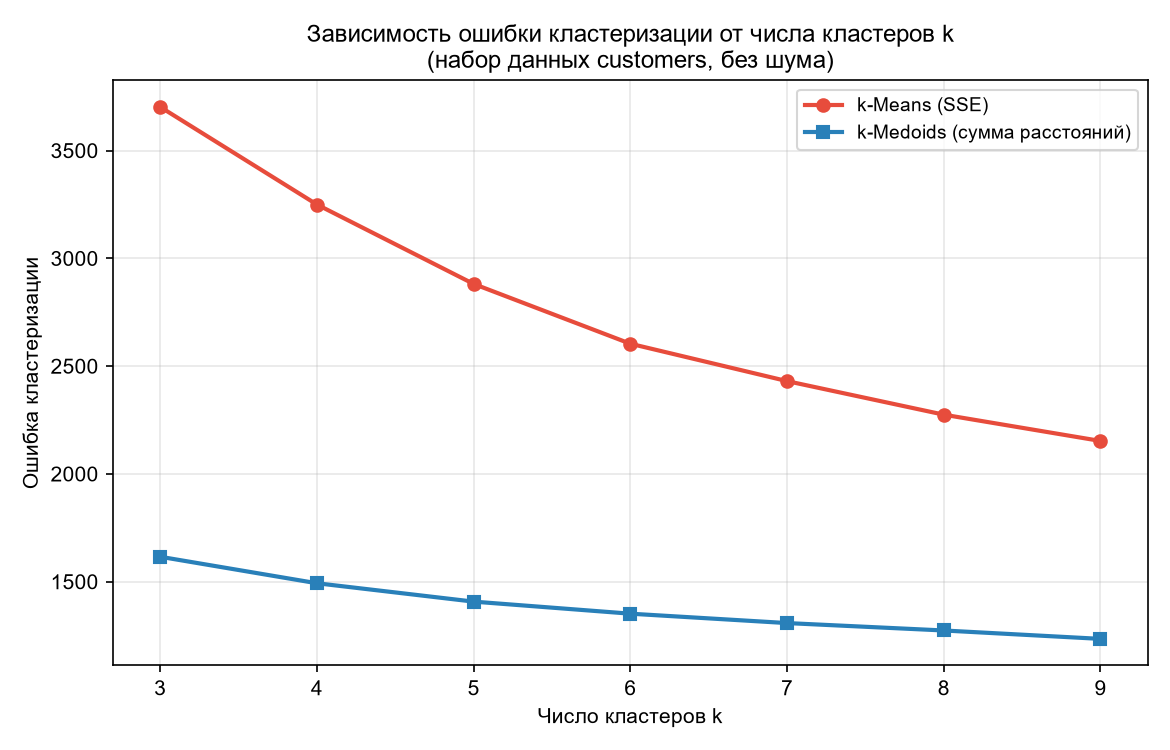 Зависимость ошибки кластеризации от числа кластеров k
(набор данных customers, без шума)
k-Means (SSE)
k-Medoids (сумма расстояний)
Ошибка кластеризации
3500
3000
2500
2000
1500
3 4 5 6 7 8 9
Число кластеров k